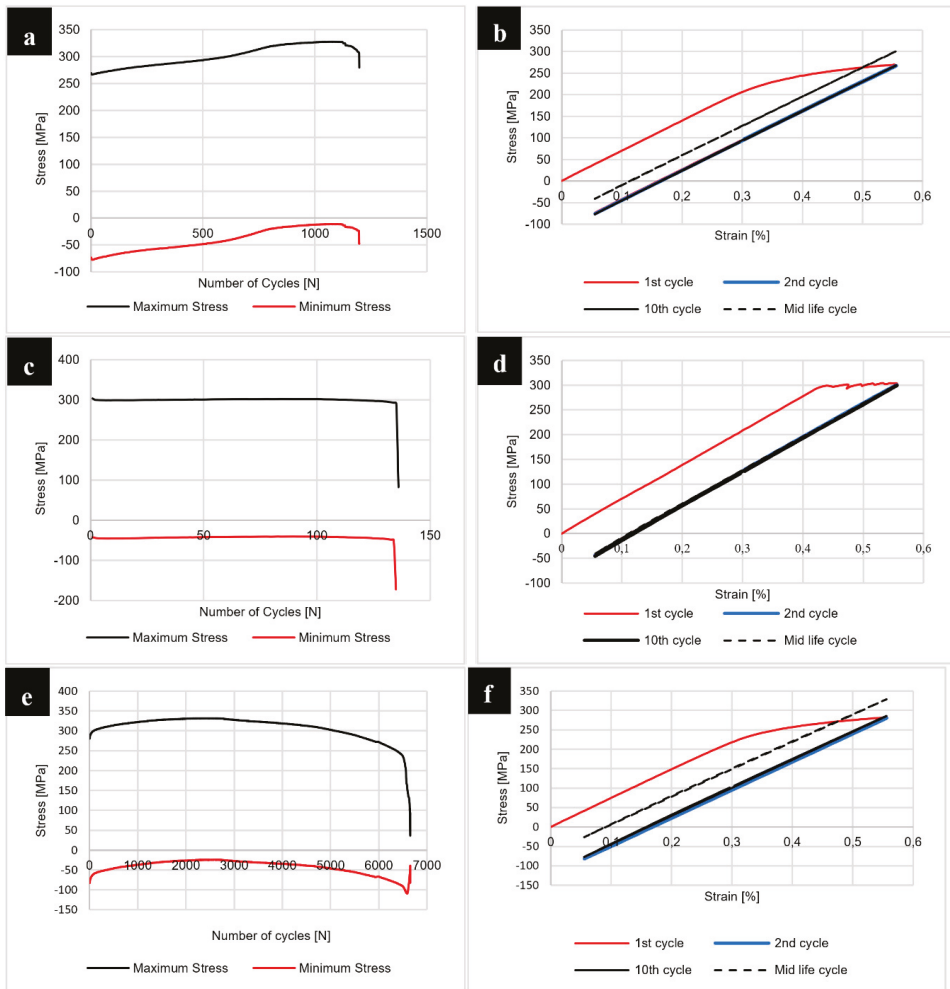 a
350
300
250
200
150
100
50
0
-50
-100
0
500
1000
1500
Stress [MPa]
Number of Cycles [N]
Maximum Stress
Minimum Stress
b
350
300
250
200
150
100
50
0
-50
-100
0
0,1
0,2
0,3
0,4
0,5
0,6
Stress [MPa]
Strain [%]
1st cycle
2nd cycle
10th cycle
Mid life cycle
c
400
300
200
100
0
-100
-200
0
50
100
150
Stress [MPa]
Number of Cycles [N]
Maximum Stress
Minimum Stress
d
350
300
250
200
150
100
50
0
-50
-100
0
0,1
0,2
0,3
0,4
0,5
0,6
Stress [MPa]
Strain [%]
1st cycle
2nd cycle
10th cycle
Mid life cycle
e
400
350
300
250
200
150
100
50
0
-50
-100
-150
0
1000
2000
3000
4000
5000
6000
7000
Stress [MPa]
Number of cycles [N]
Maximum Stress
Minimum Stress
f
350
300
250
200
150
100
50
0
-50
-100
-150
0
0,1
0,2
0,3
0,4
0,5
0,6
Stress [MPa]
Strain [%]
1st cycle
2nd cycle
10th cycle
Mid life cycle